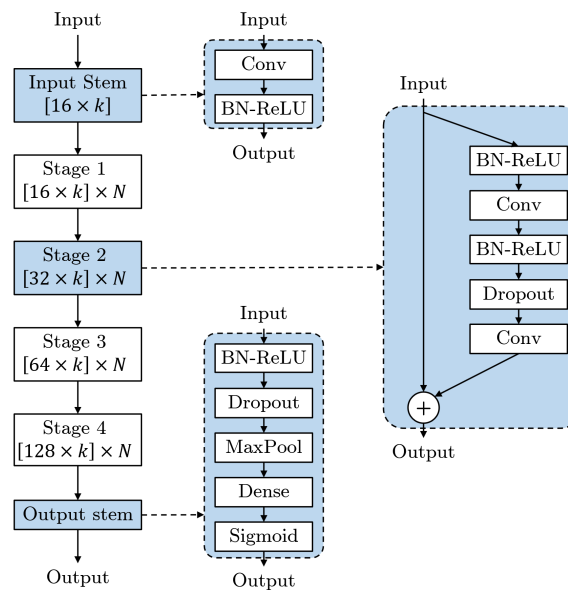 Input
Input Stem
[16 × k]
Stage 1
[16 × k] × N
Stage 2
[32 × k] × N
Stage 3
[64 × k] × N
Stage 4
[128 × k] × N
Output stem
Output
Input
Conv
BN-ReLU
Output
Input
BN-ReLU
Dropout
MaxPool
Dense
Sigmoid
Output
Input
BN-ReLU
Conv
BN-ReLU
Dropout
Conv
+
Output